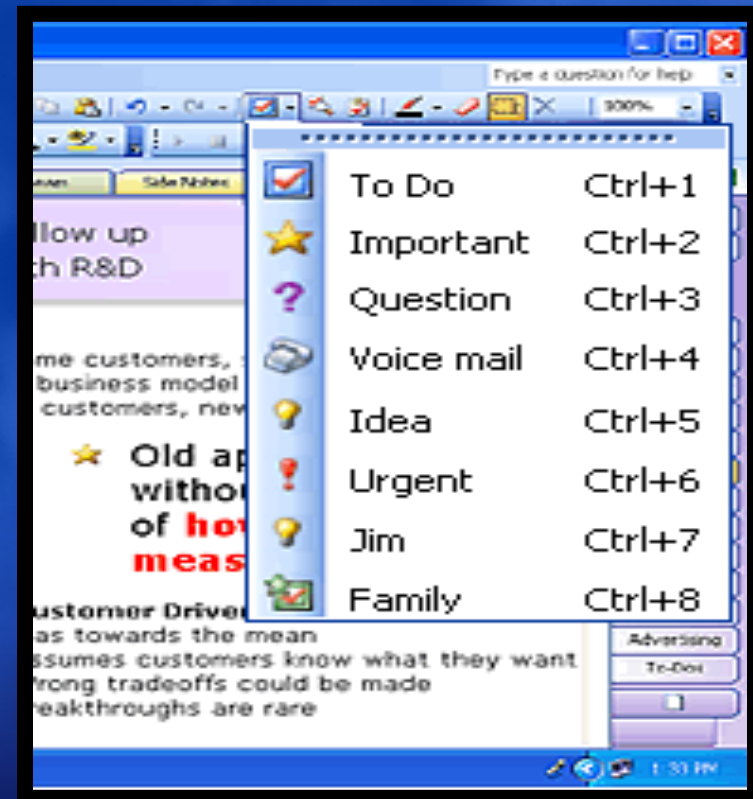 Type a question for help
100%
Side Notes
llow up
th R&D
To Do Ctrl+1
Important Ctrl+2
Question Ctrl+3
Voice mail Ctrl+4
Idea Ctrl+5
Urgent Ctrl+6
Jim Ctrl+7
Family Ctrl+8
me customers,
business model
customers, new
Old ap
withou
of how
meas
ustomer Drive
as towards the mean
ssumes customers know what they want
rong tradeoffs could be made
eakthroughs are rare
Advertising
To-Dos
1:33 PM